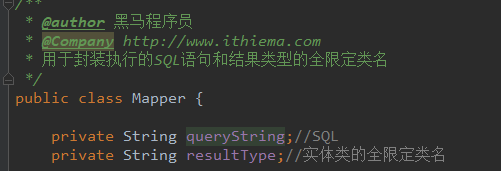 /**
* @author 黑马程序员
* @Company http://www.ithiema.com
* 用于封装执行的SQL语句和结果类型的全限定类名
*/
public class Mapper {
private String queryString;//SQL
private String resultType;//实体类的全限定类名